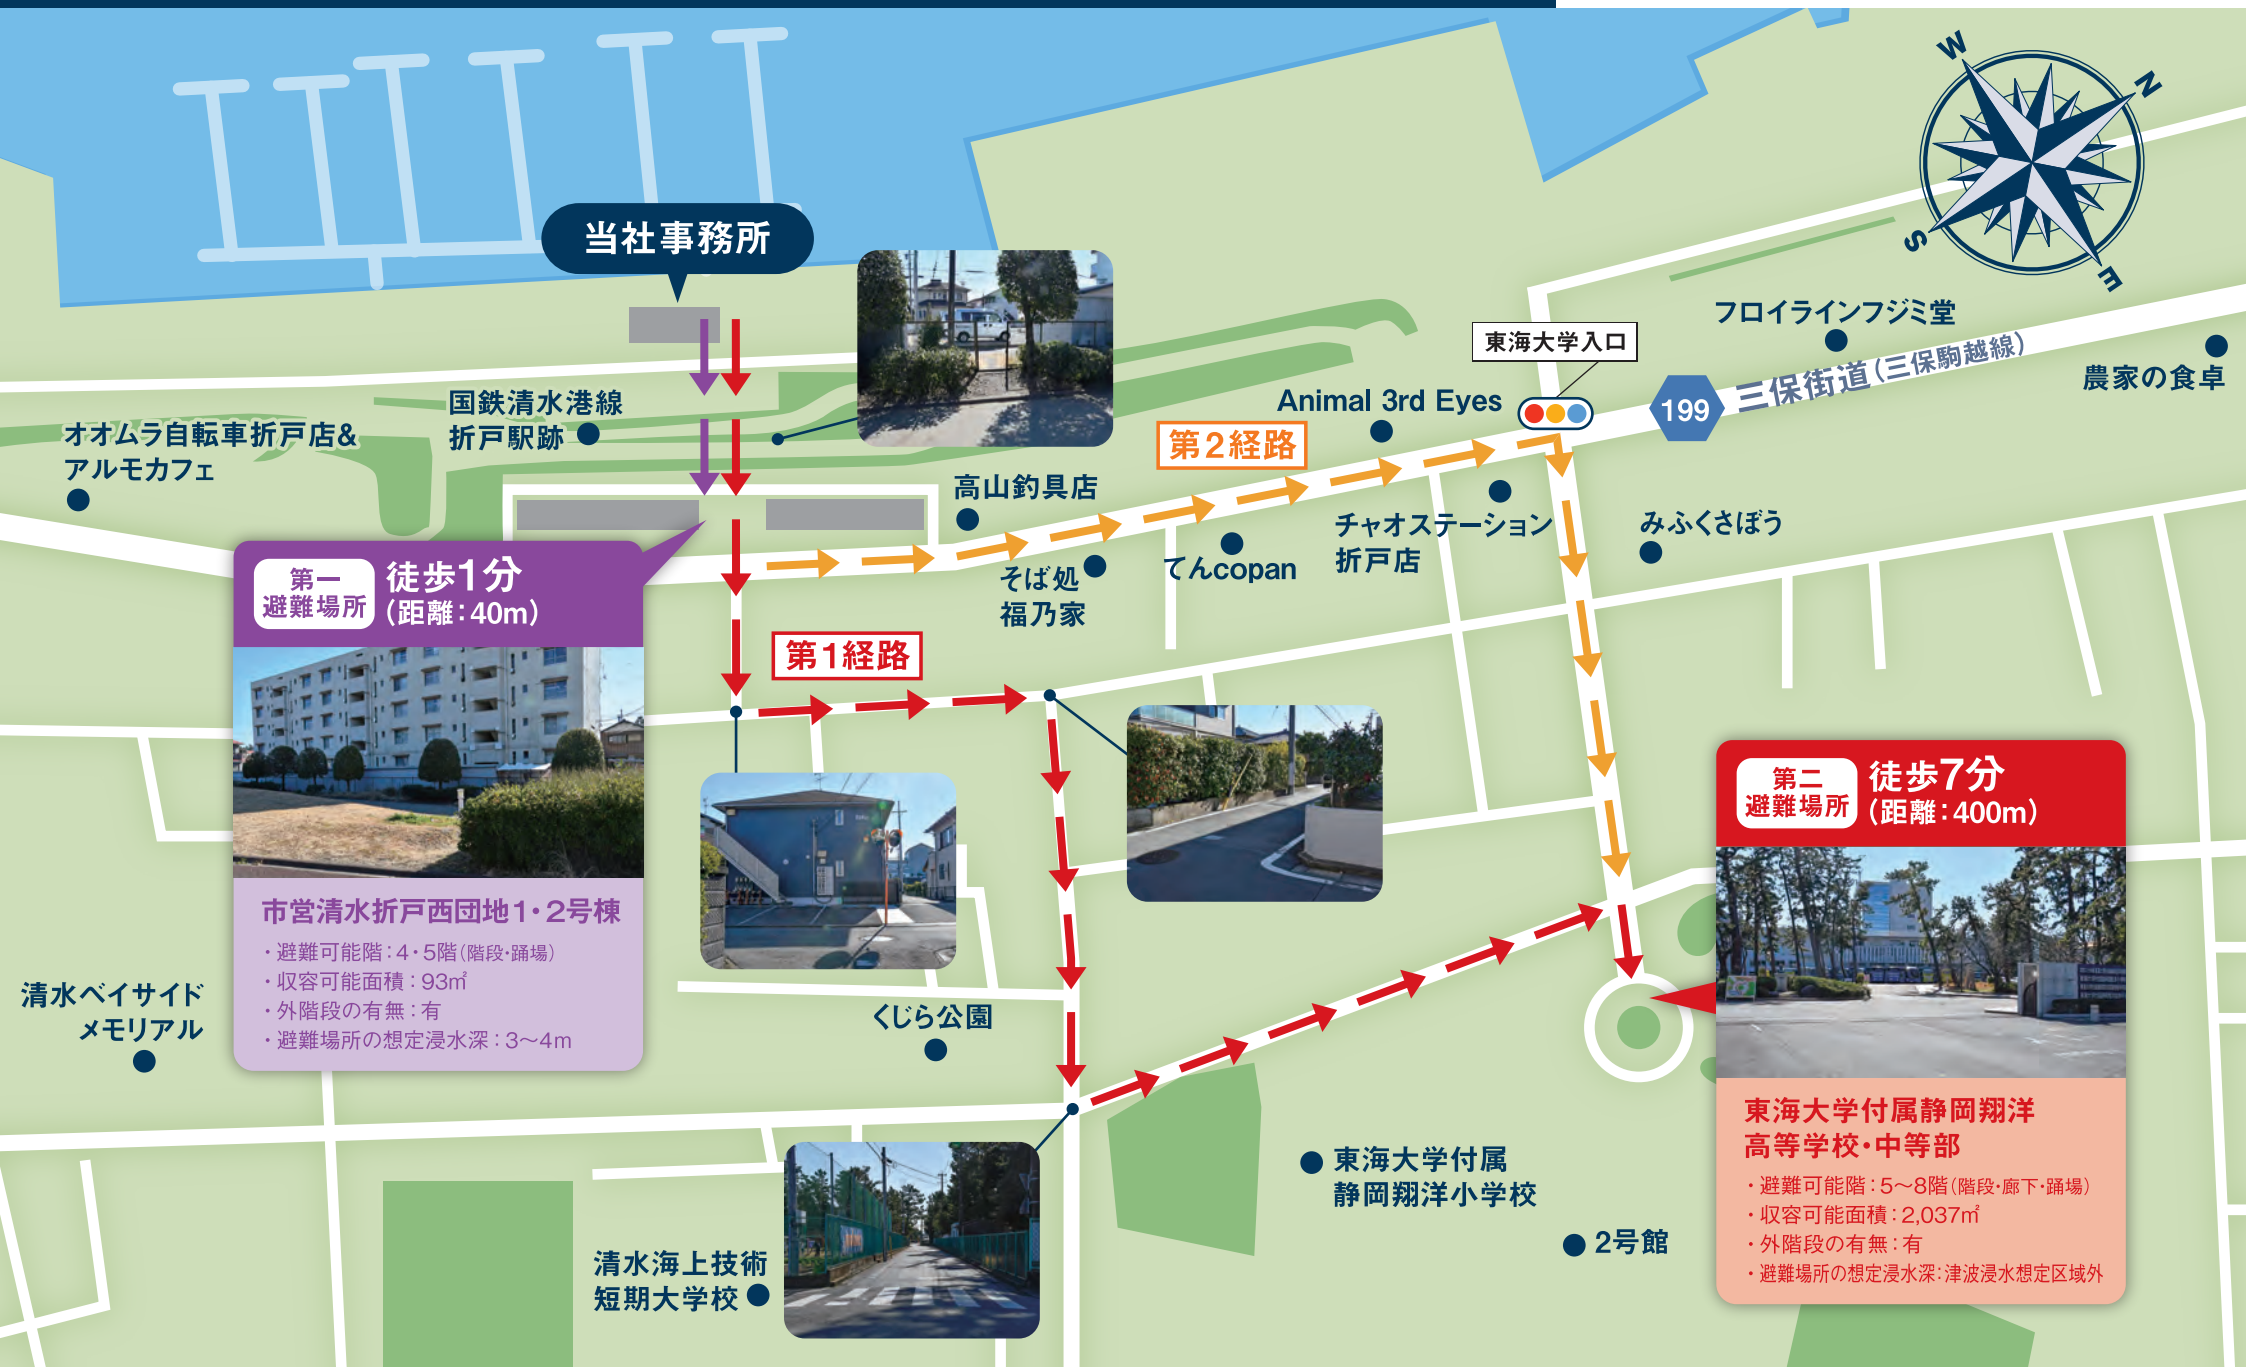 W
N
S
E
当社事務所
東海大学入口
フロイラインフジミ堂
三保街道(三保駒越線)
199
農家の食卓
国鉄清水港線
折戸駅跡
オオムラ自転車折戸店&
アルモカフェ
Animal 3rd Eyes
第2経路
高山釣具店
チャオステーション
折戸店
みふくさぼう
てんcopan
そば処
福乃家
第一
避難場所
徒歩1分
(距離:40m)
第1経路
市営清水折戸西団地1・2号棟
・避難可能階:4・5階(階段・踊場)
・収容可能面積:93㎡
・外階段の有無:有
・避難場所の想定浸水深:3〜4m
第二
避難場所
徒歩7分
(距離:400m)
東海大学付属静岡翔洋
高等学校・中等部
・避難可能階:5〜8階(階段・廊下・踊場)
・収容可能面積:2,037㎡
・外階段の有無:有
・避難場所の想定浸水深:津波浸水想定区域外
清水ベイサイド
メモリアル
くじら公園
東海大学付属
静岡翔洋小学校
2号館
清水海上技術
短期大学校